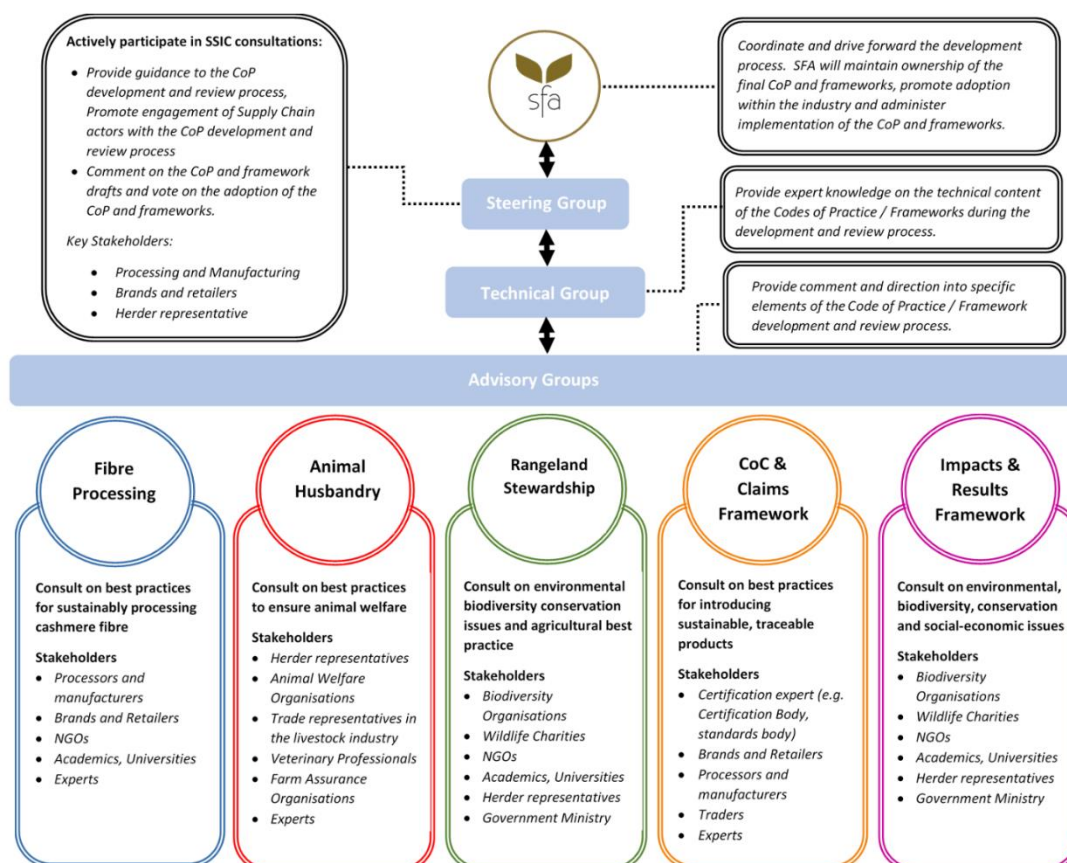 Actively participate in SSIC consultations:
• Provide guidance to the CoP
development and review process,
Promote engagement of Supply Chain
actors with the CoP development and
review process
• Comment on the CoP and framework
drafts and vote on the adoption of the
CoP and frameworks.
Key Stakeholders:
• Processing and Manufacturing
• Brands and retailers
• Herder representative
sfa
Coordinate and drive forward the development
process. SFA will maintain ownership of the
final CoP and frameworks, promote adoption
within the industry and administer
implementation of the CoP and frameworks.
Steering Group
Provide expert knowledge on the technical content
of the Codes of Practice / Frameworks during the
development and review process.
Technical Group
Provide comment and direction into specific
elements of the Code of Practice / Framework
development and review process.
Advisory Groups
Fibre
Processing
Consult on best practices
for sustainably processing
cashmere fibre
Stakeholders
• Processors and
manufacturers
• Brands and Retailers
• NGOs
• Academics, Universities
• Experts
Animal
Husbandry
Consult on best practices
to ensure animal welfare
Stakeholders
• Herder representatives
• Animal Welfare
Organisations
• Trade representatives in
the livestock industry
• Veterinary Professionals
• Farm Assurance
Organisations
• Experts
Rangeland
Stewardship
Consult on environmental
biodiversity conservation
issues and agricultural best
practice
Stakeholders
• Biodiversity
Organisations
• Wildlife Charities
• NGOs
• Academics, Universities
• Herder representatives
• Government Ministry
CoC &
Claims
Framework
Consult on best practices
for introducing
sustainable, traceable
products
Stakeholders
• Certification expert (e.g.
Certification Body,
standards body)
• Brands and Retailers
• Processors and
manufacturers
• Traders
• Experts
Impacts &
Results
Framework
Consult on environmental,
biodiversity, conservation
and social-economic issues
Stakeholders
• Biodiversity
Organisations
• Wildlife Charities
• NGOs
• Academics, Universities
• Herder representatives
• Government Ministry